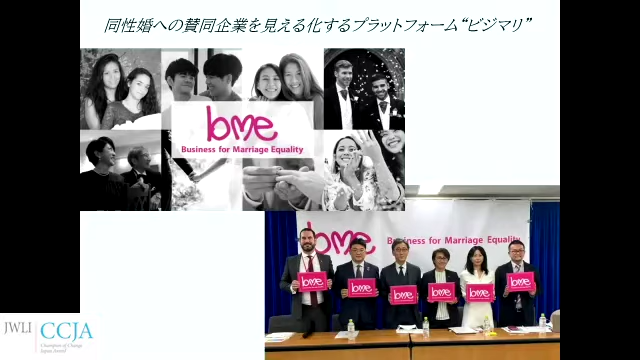 同性婚への賛同企業を見える化するプラットフォーム“ビジマリ”
bme
Business for Marriage Equality
bme Business for Marriage Equality
bme
bme
bme
bme
bme
bme
JWLI CCJA
Champion of Change
Japan Award